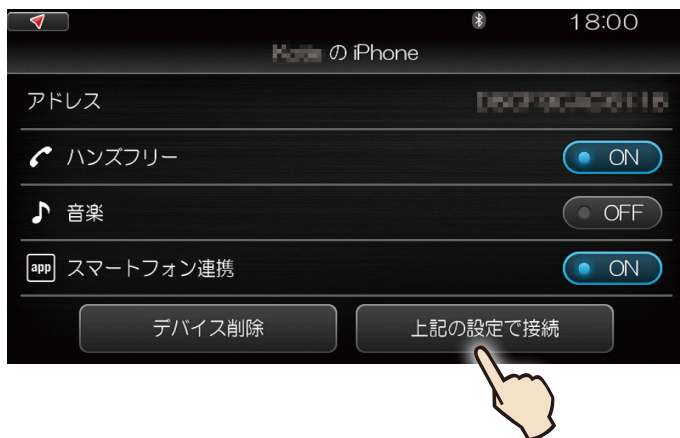 18:00
の iPhone
アドレス
ハンズフリー
ON
音楽
OFF
app
スマートフォン連携
ON
デバイス削除
上記の設定で接続